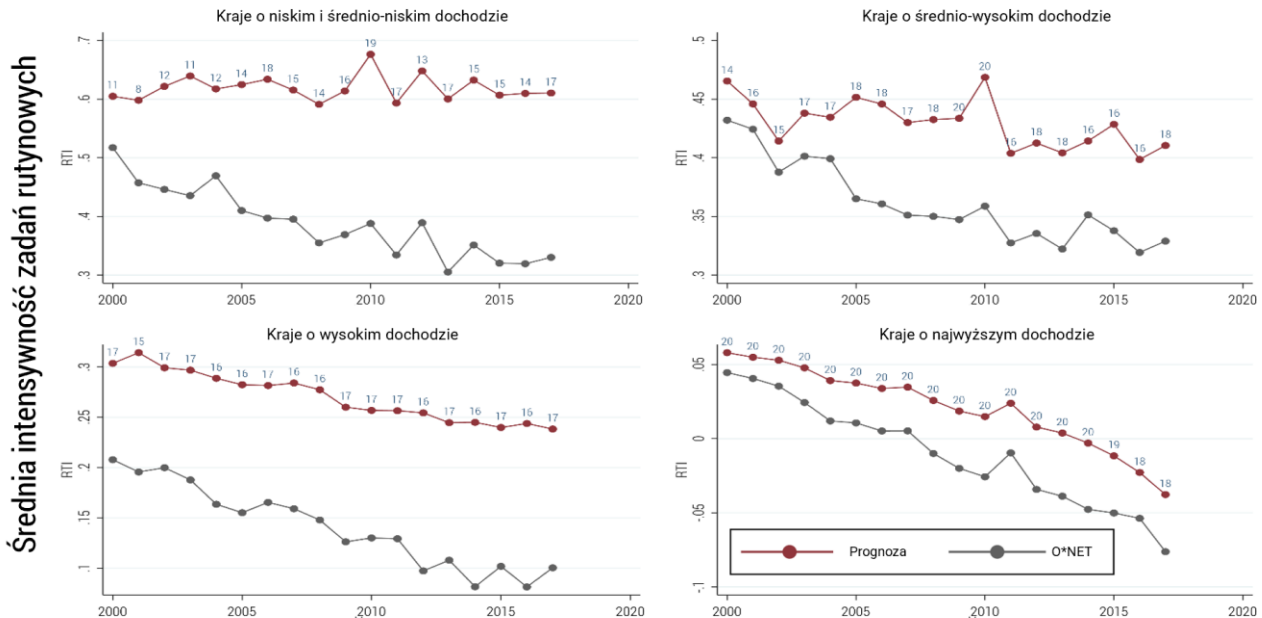 Średnia intensywność zadań rutynowych
Kraje o niskim i średnio-niskim dochodzie
RTI
.7
.6
.5
.4
.3
11 8 12 11 12 14 18 15 14 16 19 17 13 17 15 15 14 17
2000 2005 2010 2015 2020
Kraje o średnio-wysokim dochodzie
RTI
.5
.45
.4
.35
.3
14 16 15 17 17 18 18 17 18 20 20 16 18 18 16 18 16 18
2000 2005 2010 2015 2020
Kraje o wysokim dochodzie
RTI
.3
.25
.2
.15
.1
17 15 17 17 16 16 17 16 16 17 17 17 16 17 16 17 16 17
2000 2005 2010 2015 2020
Kraje o najwyższym dochodzie
RTI
.05
0
-.05
-.1
20 20 20 20 20 20 20 20 20 20 20 20 20 20 20 19 18 18
Prognoza O*NET
2000 2005 2010 2015 2020